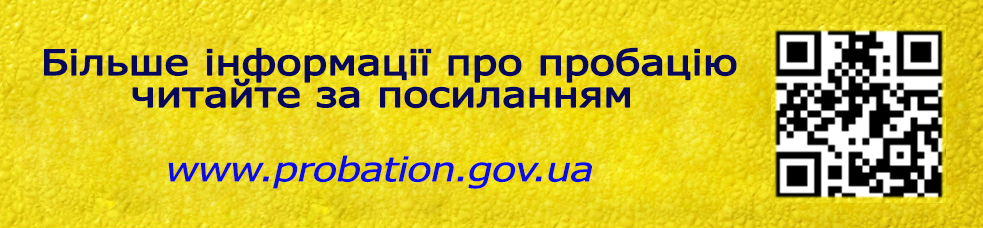 Більше інформації про пробацію
читайте за посиланням
www.probation.gov.ua